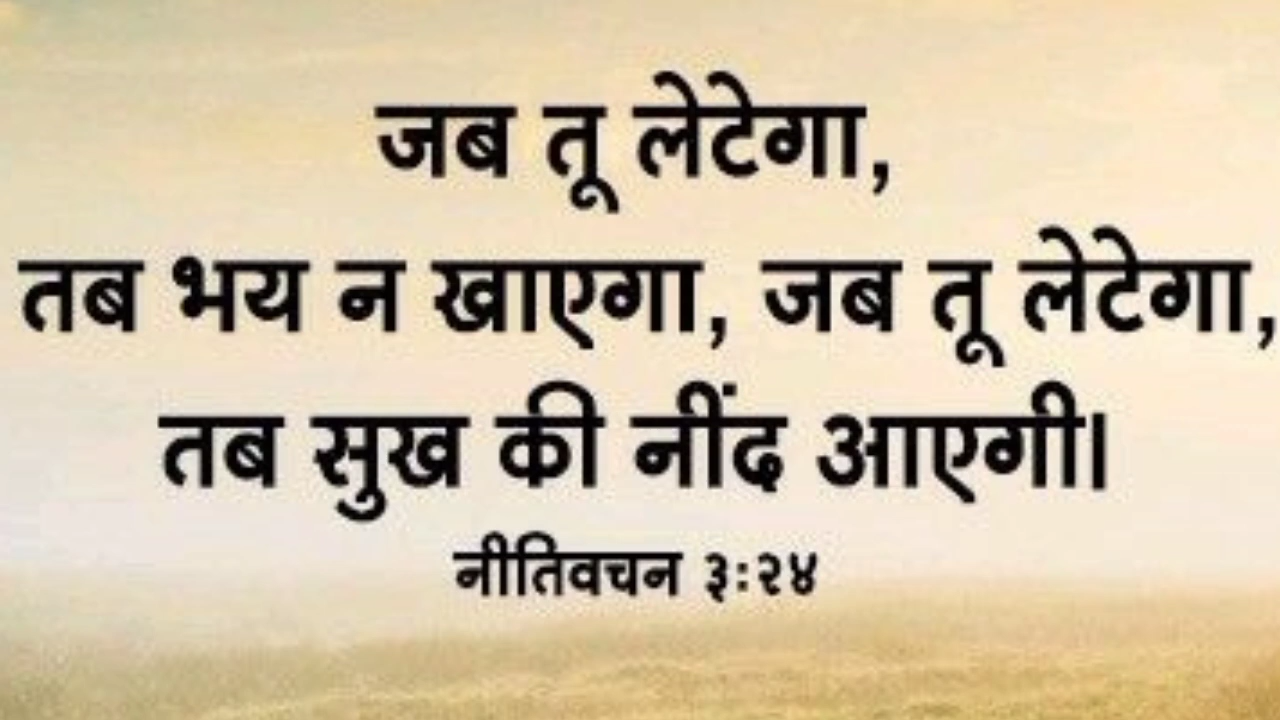 जब तू लेटेगा,
तब भय न खाएगा, जब तू लेटेगा,
तब सुख की नींद आएगी।
नीतिवचन ३:२४